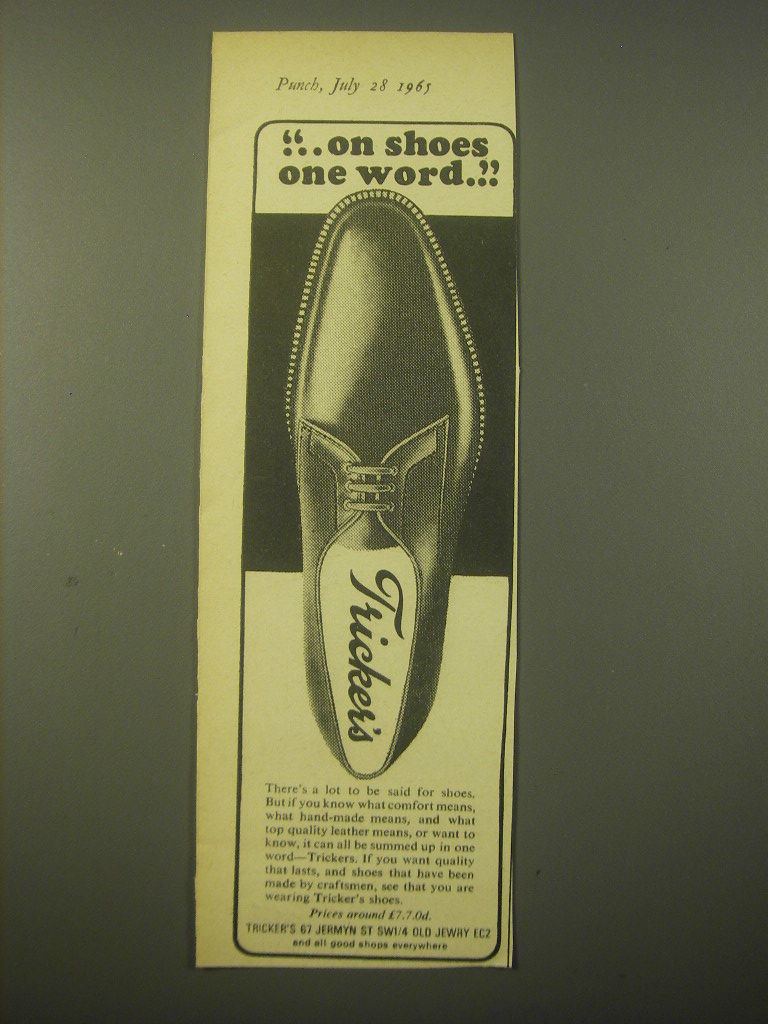 Punch, July 28 1965
“..on shoes
one word..”
Tricker's
There's a lot to be said for shoes.
But if you know what comfort means,
what hand-made means, and what
top quality leather means, or want to
know, it can all be summed up in one
word—Trickers. If you want quality
that lasts, and shoes that have been
made by craftsmen, see that you are
wearing Tricker's shoes.
Prices around £7.7.0d.
TRICKER'S 67 JERMYN ST SW1/4 OLD JEWRY EC2
and all good shops everywhere